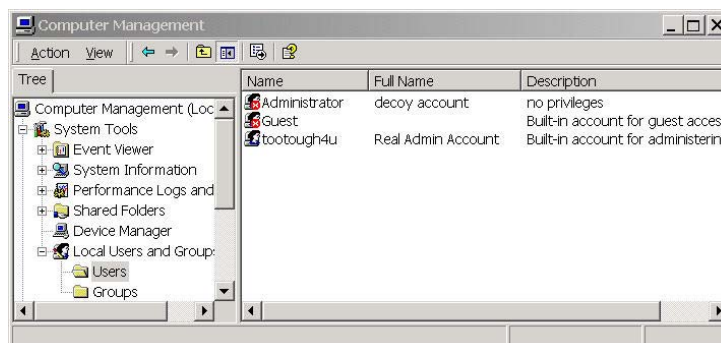 Computer Management
Action View
Tree
Name Full Name Description
Computer Management (Loc
System Tools
Event Viewer
System Information
Performance Logs and
Shared Folders
Device Manager
Local Users and Group
Users
Groups
Administrator decoy account no privileges
Guest Built-in account for guest acces
tootough4u Real Admin Account Built-in account for administerin